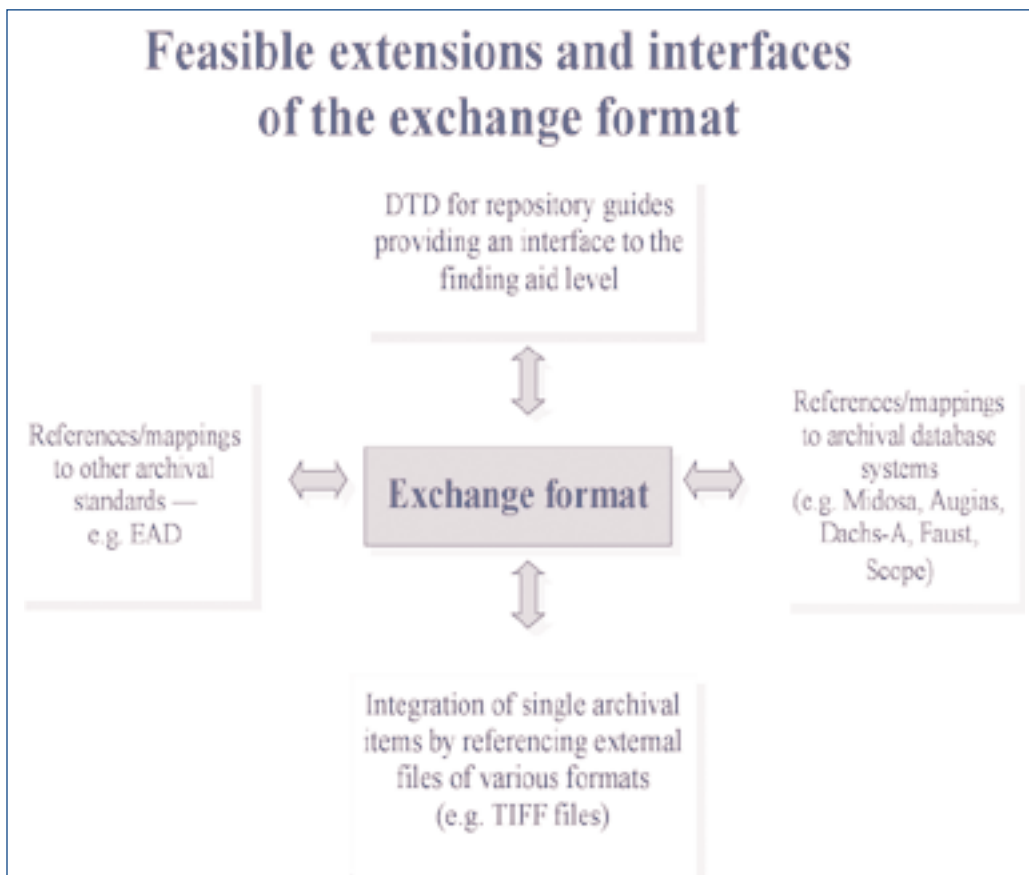 Feasible extensions and interfaces
of the exchange format
DTD for repository guides
providing an interface to the
finding aid level
References/mappings
to other archival
standards —
e.g. EAD
Exchange format
References/mappings
to archival database
systems
(e.g. Midosa, Augias,
Dachs-A, Faust,
Scope)
Integration of single archival
items by referencing external
files of various formats
(e.g. TIFF files)